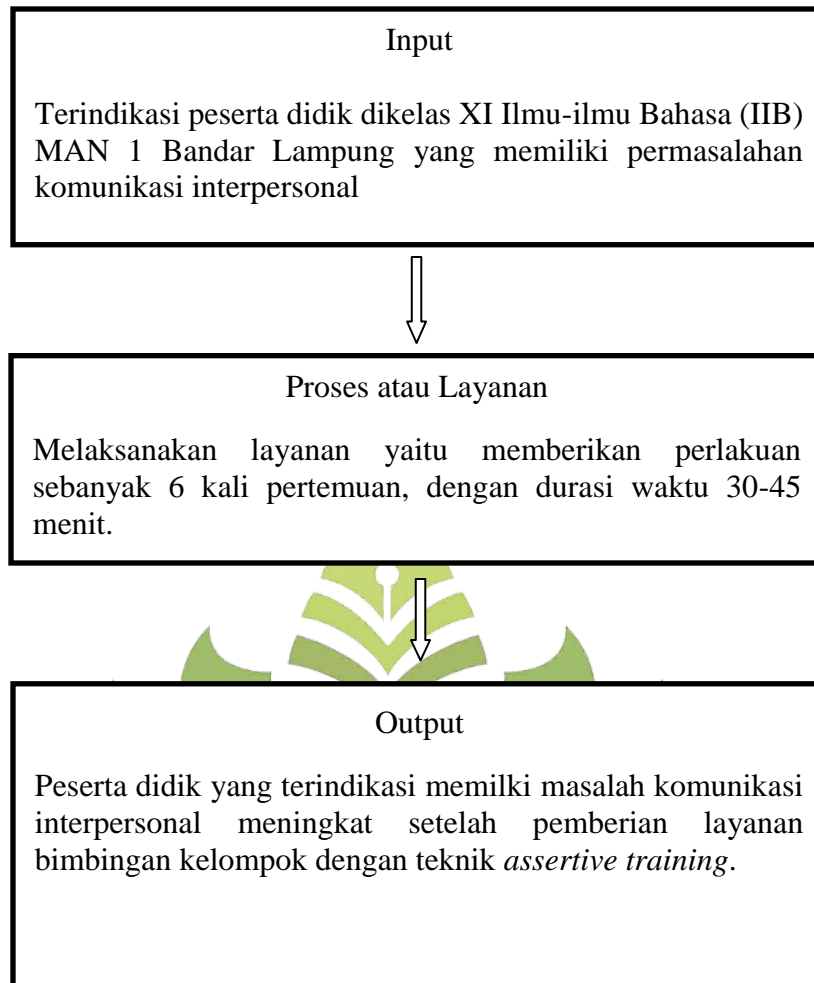 Input
Terindikasi peserta didik dikelas XI Ilmu-ilmu Bahasa (IIB)
MAN 1 Bandar Lampung yang memiliki permasalahan
komunikasi interpersonal
Proses atau Layanan
Melaksanakan layanan yaitu memberikan perlakuan
sebanyak 6 kali pertemuan, dengan durasi waktu 30-45
menit.
Output
Peserta didik yang terindikasi memilki masalah komunikasi
interpersonal meningkat setelah pemberian layanan
bimbingan kelompok dengan teknik assertive training.